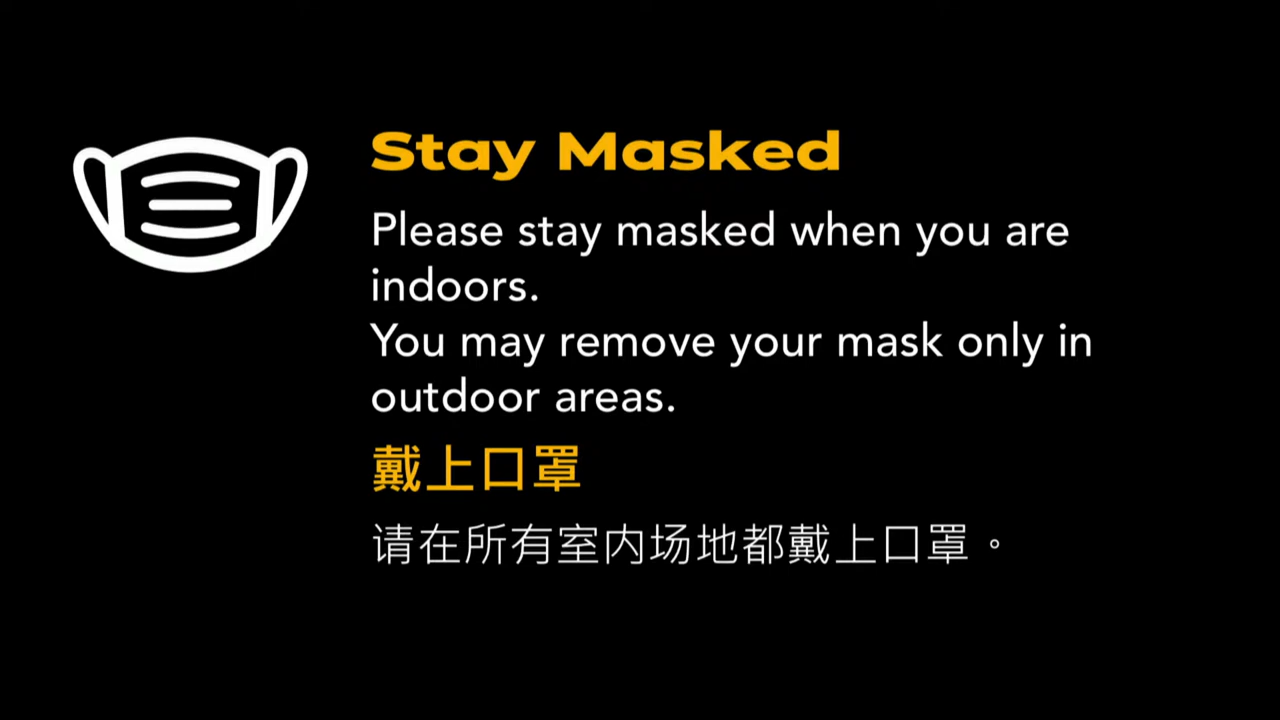 Stay Masked
Please stay masked when you are
indoors.
You may remove your mask only in
outdoor areas.
戴上口罩
请在所有室内场地都戴上口罩。